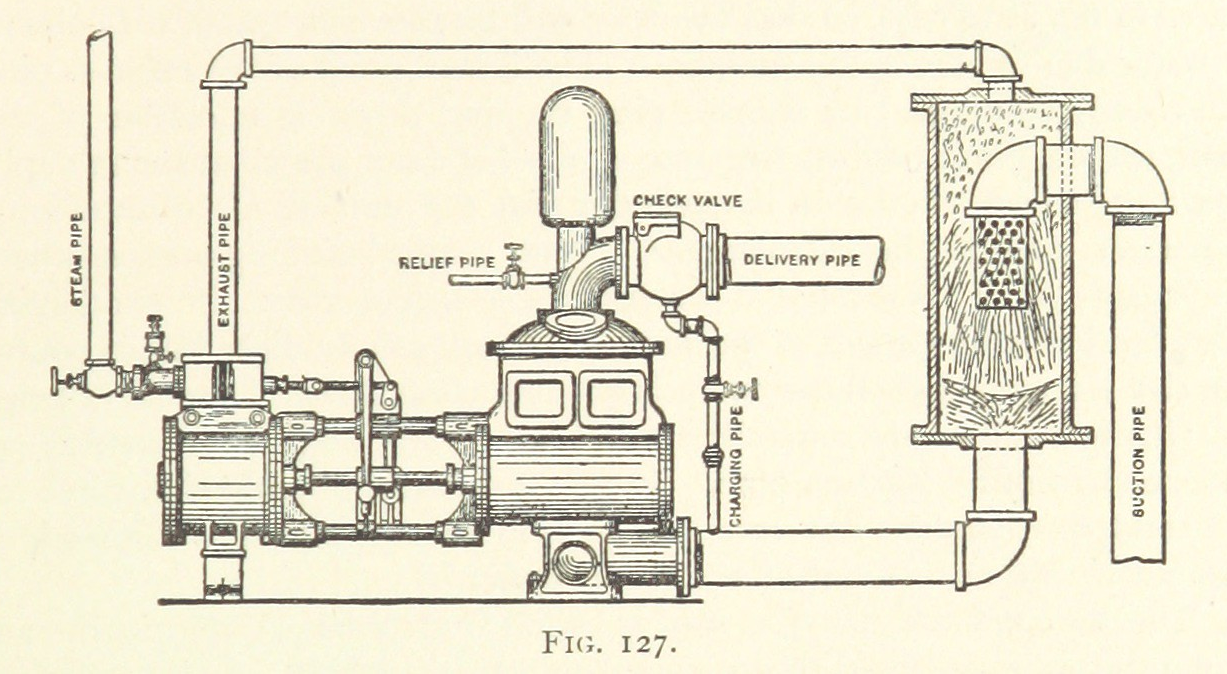 STEAM PIPE
EXHAUST PIPE
CHECK VALVE
RELIEF PIPE
DELIVERY PIPE
CHARGING PIPE
SUCTION PIPE
FIG. 127.